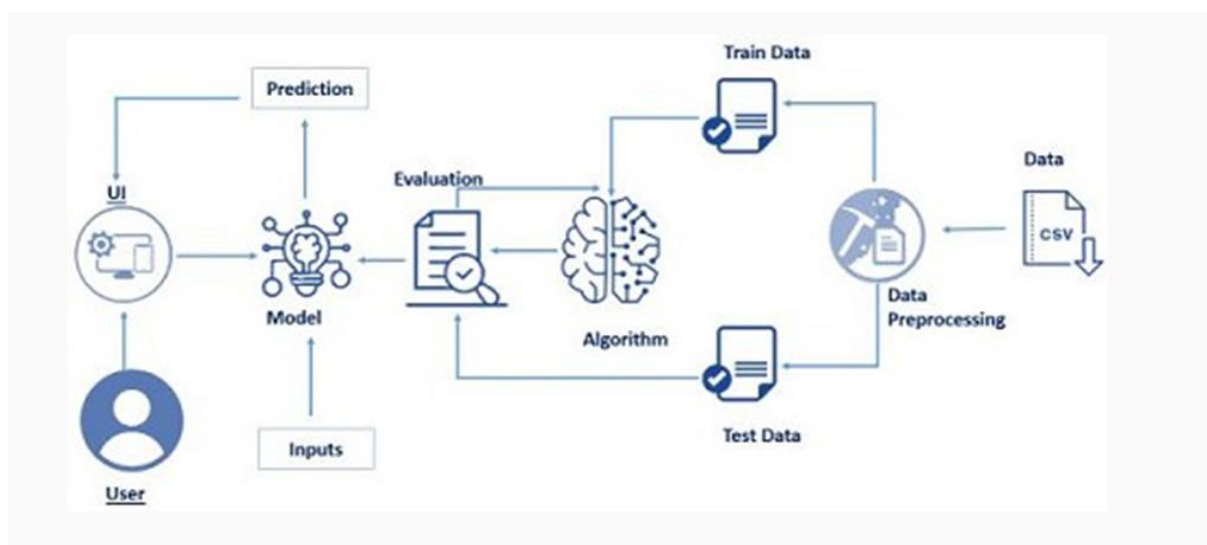 Train Data
Prediction
Data
Evaluation
UI
CSV
Data
Preprocessing
Model
Algorithm
Test Data
Inputs
User